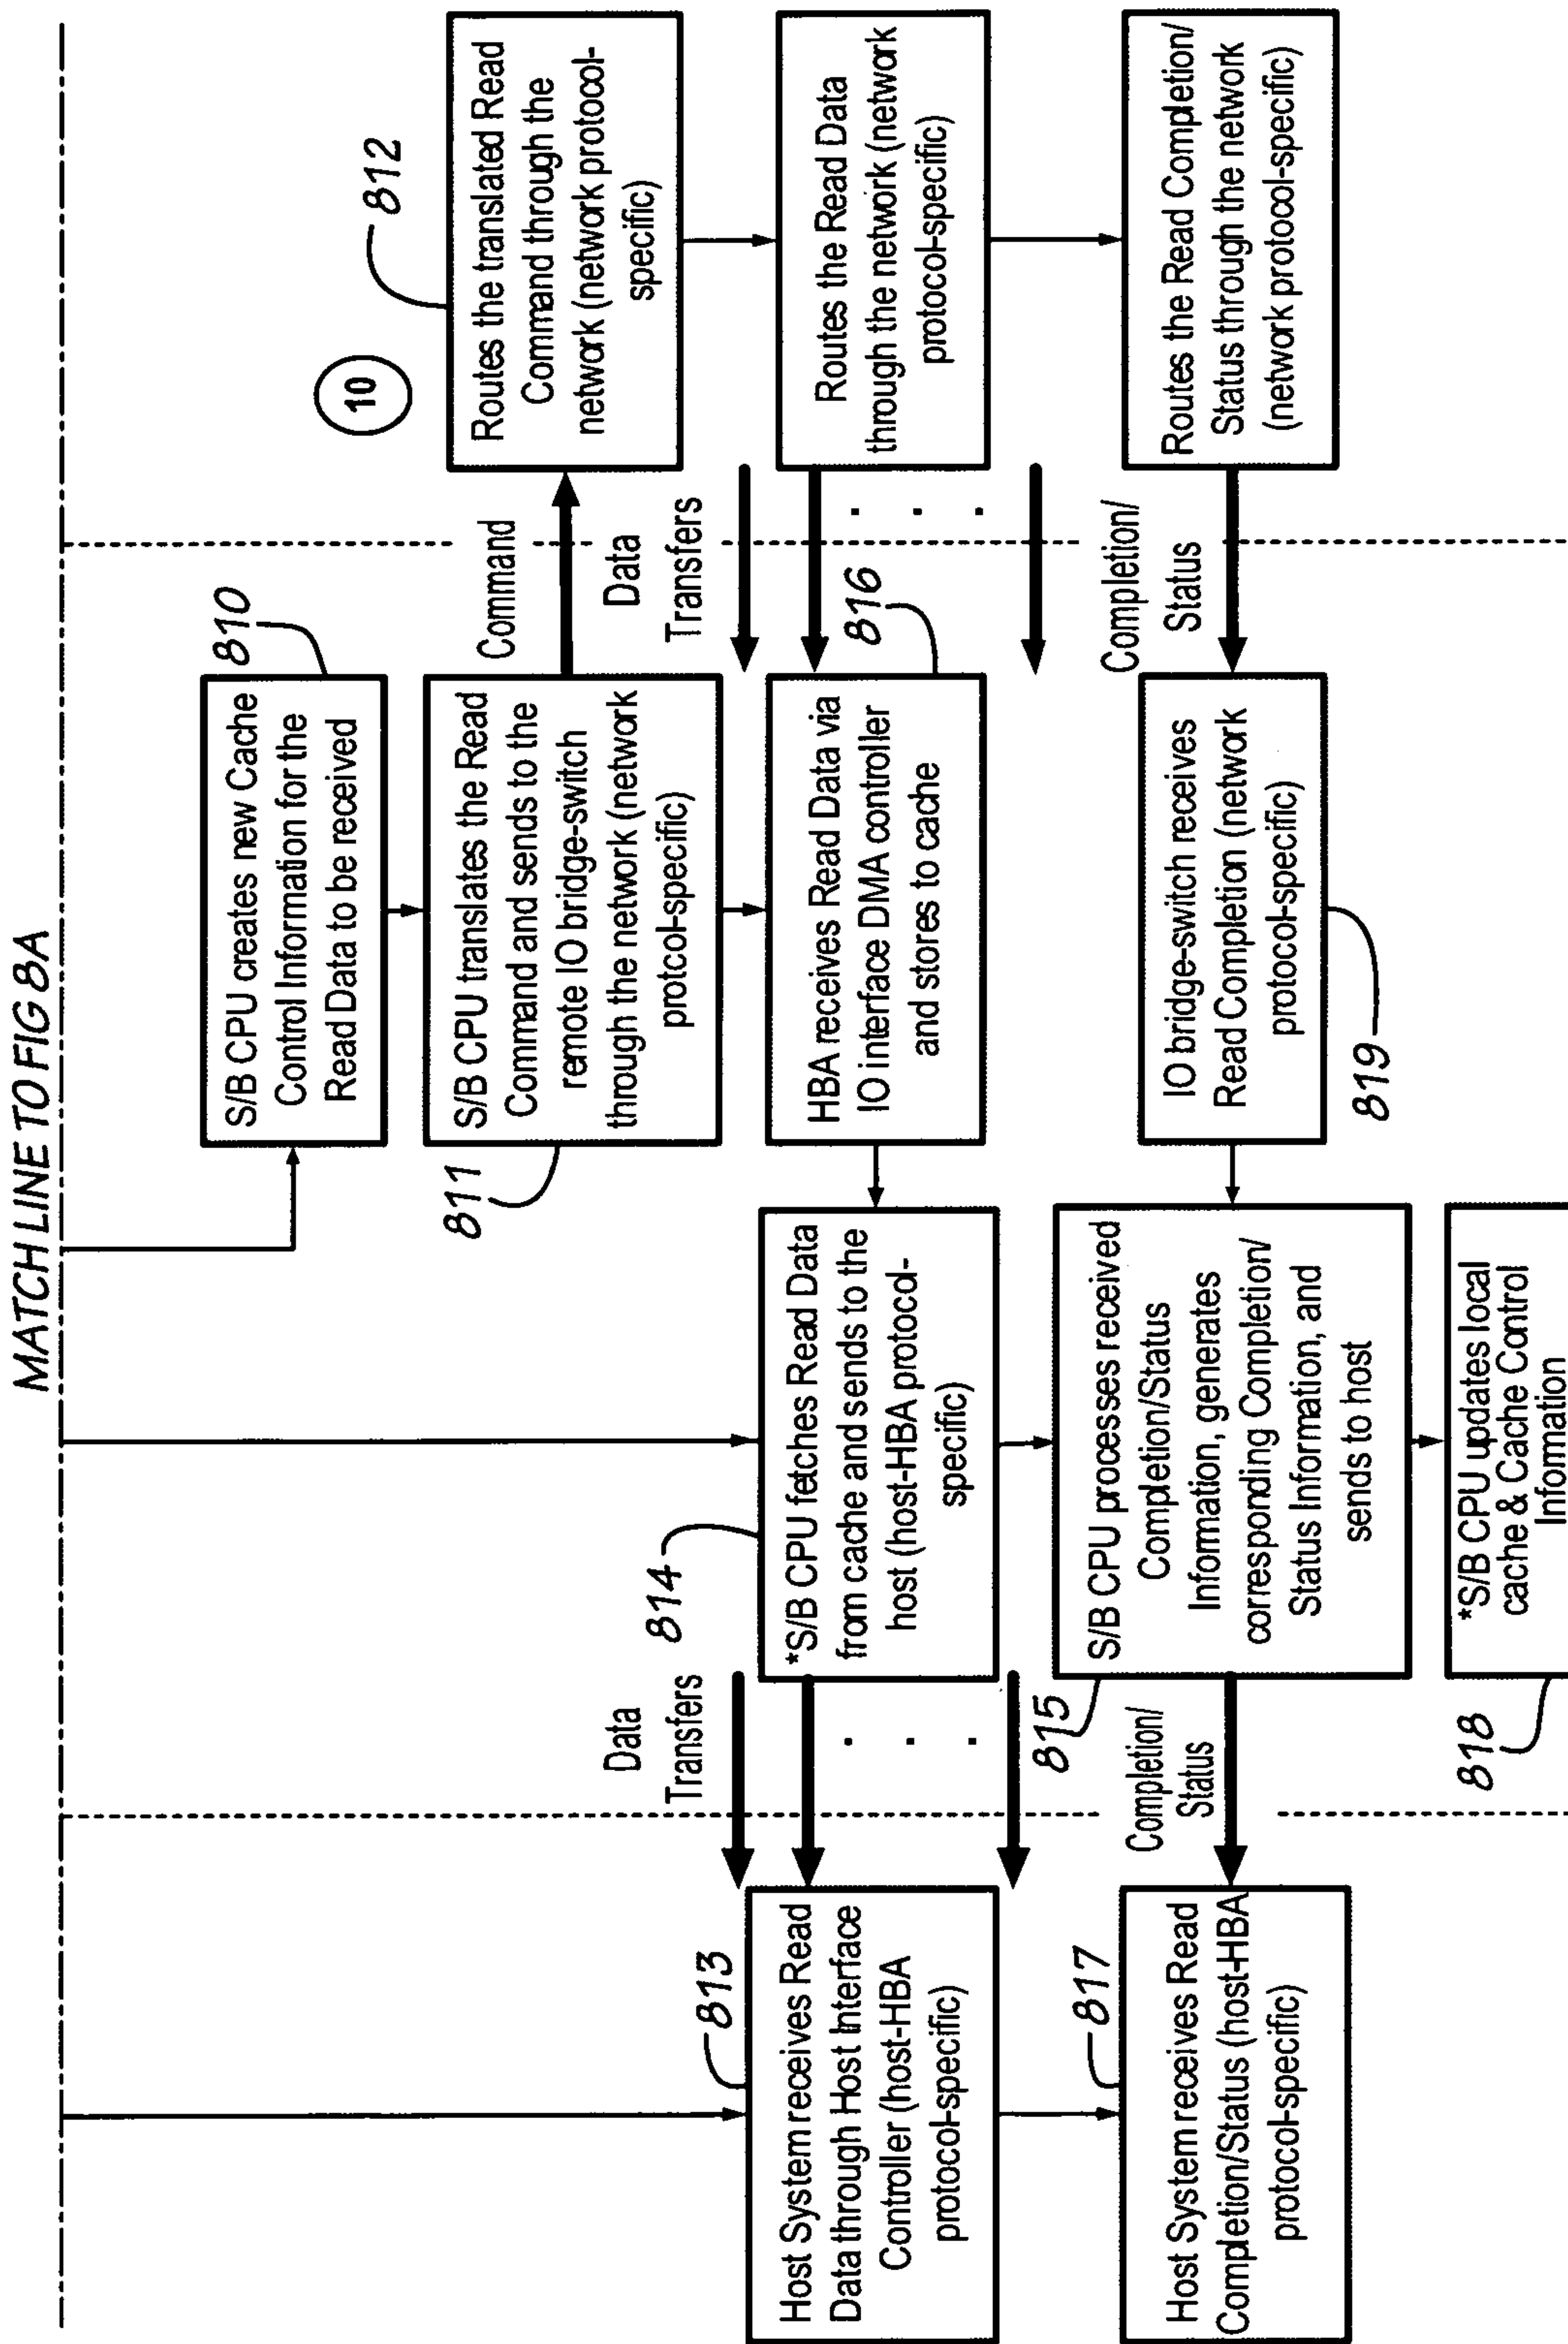 MATCH LINE TO FIG 8A
810
S/B CPU creates new Cache
Control Information for the
Read Data to be received
811
S/B CPU translates the Read
Command and sends to the
remote IO bridge-switch
through the network (network
protcol-specific)
Command
10
812
Routes the translated Read
Command through the
network (network protocol-
specific)
813
Host System receives Read
Data through Host Interface
Controller (host-HBA
protocol-specific)
Data
Transfers
. . .
814
*S/B CPU fetches Read Data
from cache and sends to the
host (host-HBA protocol-
specific)
HBA receives Read Data via
IO interface DMA controller
and stores to cache
816
Data
Transfers
. . .
Routes the Read Data
through the network (network
protocol-specific)
817
Host System receives Read
Completion/Status (host-HBA
protocol-specific)
Completion/
Status
815
S/B CPU processes received
Completion/Status
Information, generates
corresponding Completion/
Status Information, and
sends to host
IO bridge-switch receives
Read Completion (network
protocol-specific)
819
Completion/
Status
Routes the Read Completion/
Status through the network
(network protocol-specific)
818
*S/B CPU updates local
cache & Cache Control
Information